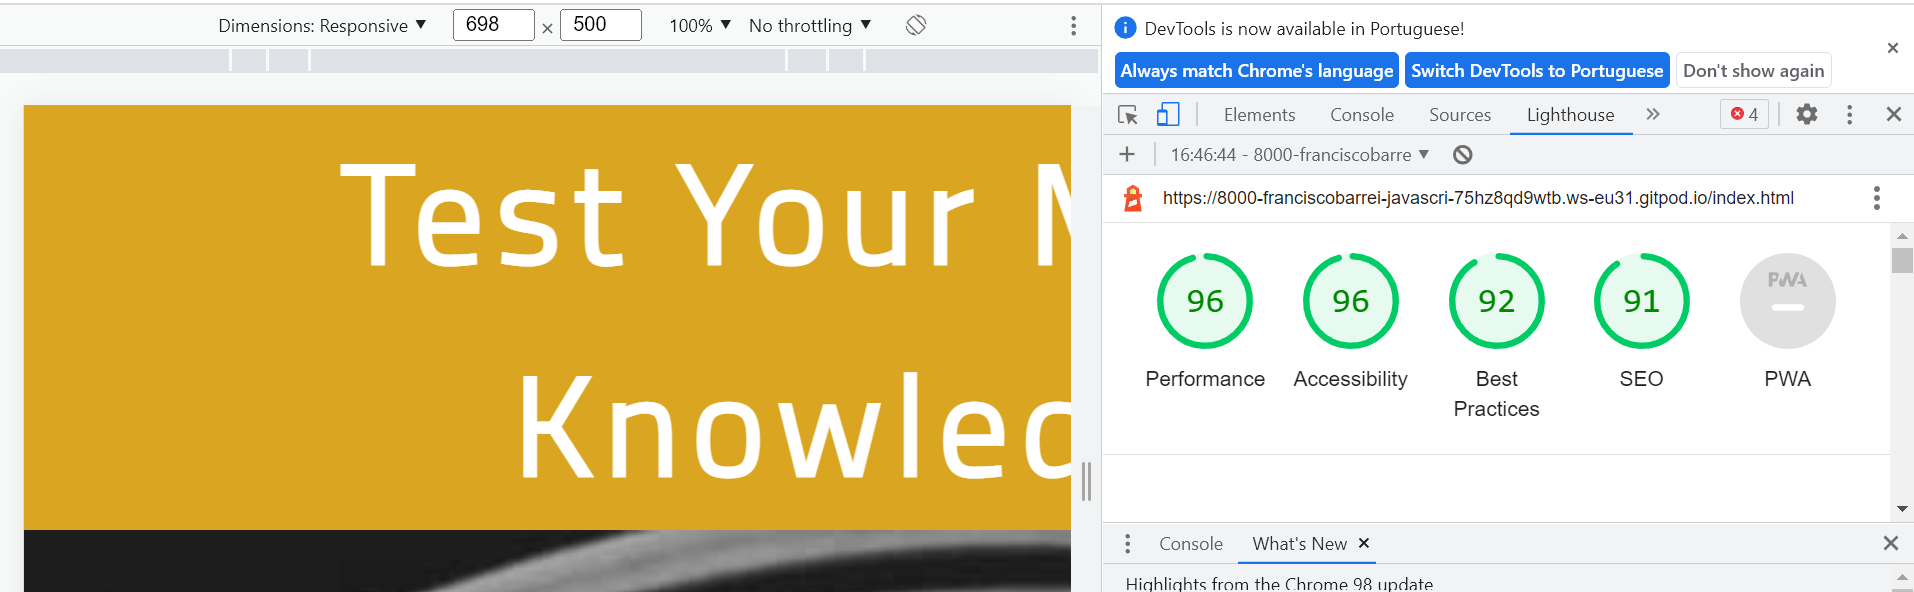 Dimensions: Responsive ▼ 698 × 500 100% ▼ No throttling ▼
Test Your
DevTools is now available in Portuguese!
Always match Chrome's language Switch DevTools to Portuguese Don't show again
Elements Console Sources Lighthouse » 4
16:46:44 - 8000-franciscobarre ▼
https://8000-franciscobarrei-javascri-75hz8qd9wtb.ws-eu31.gitpod.io/index.html
96 96 92 91 PWA
Performance Accessibility Best Practices SEO PWA
Console What's New ×
Highlights from the Chrome 98 update